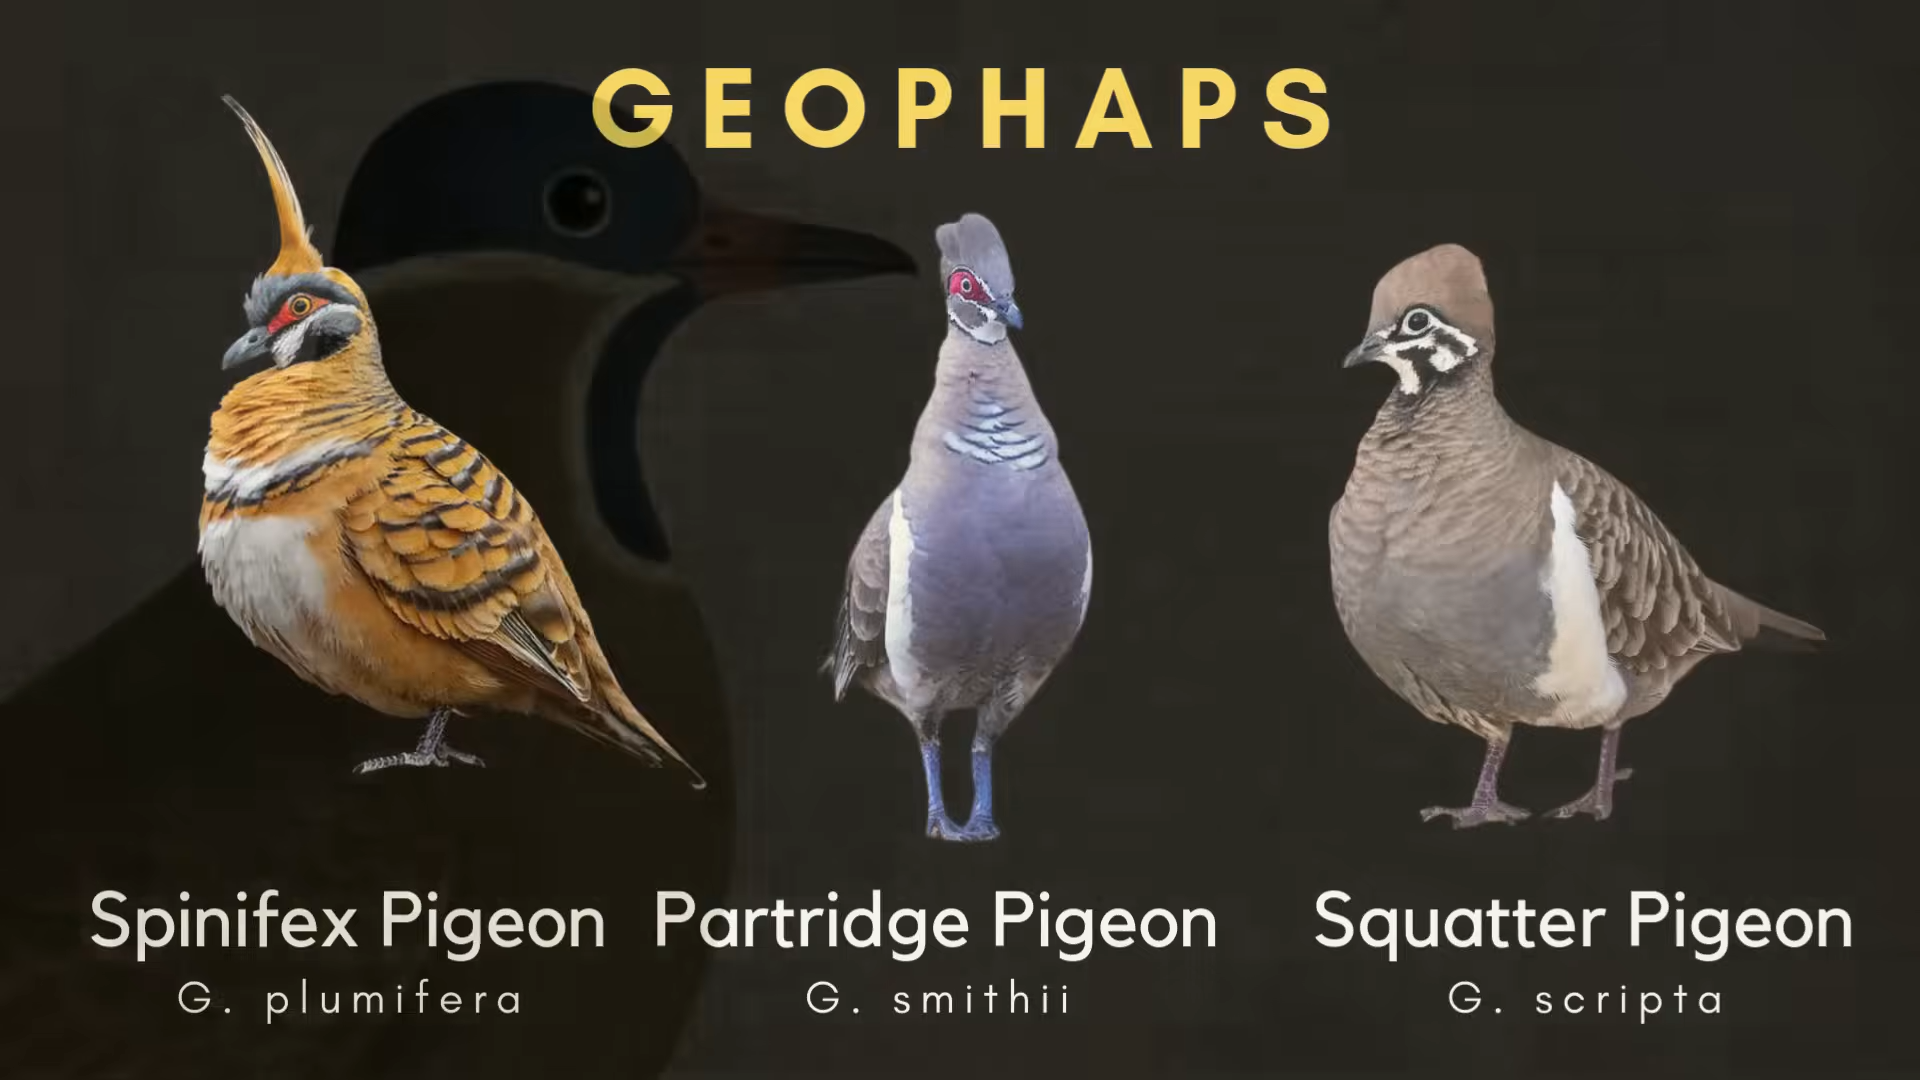 GEOPHAPS
Spinifex Pigeon
G. plumifera
Partridge Pigeon
G. smithii
Squatter Pigeon
G. scripta